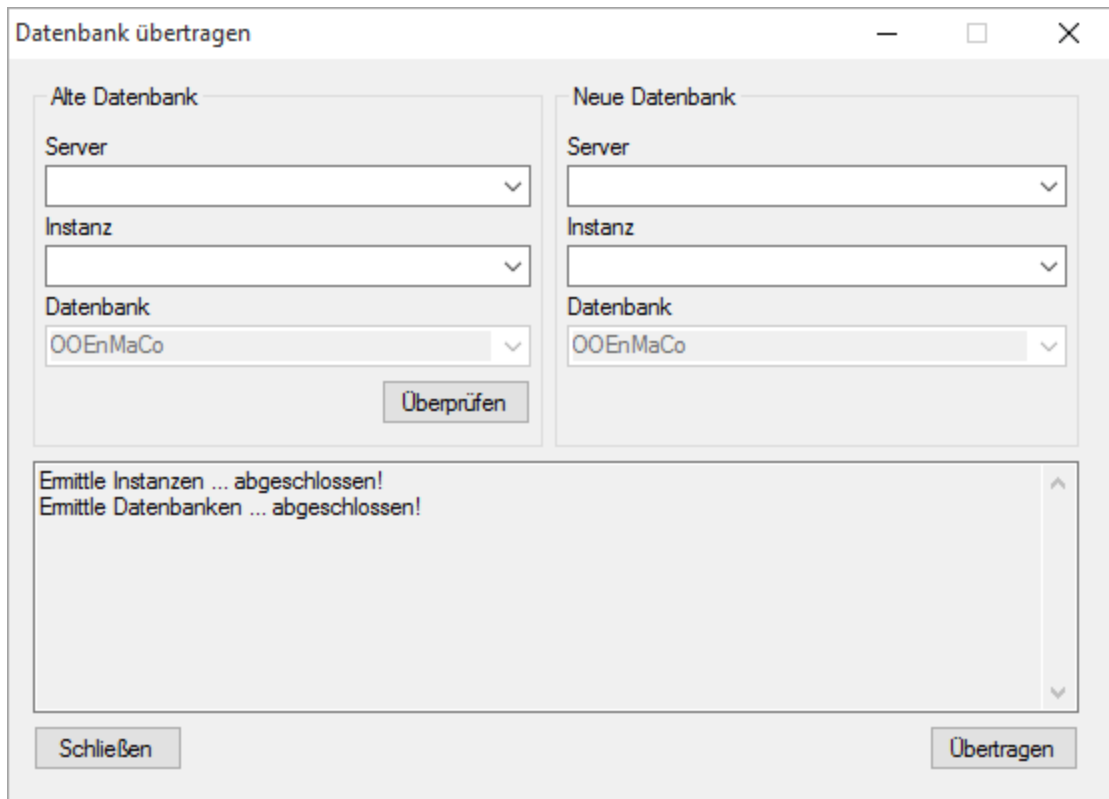 Datenbank übertragen
Alte Datenbank
Server
Instanz
Datenbank
OOEnMaCo
Überprüfen
Neue Datenbank
Server
Instanz
Datenbank
OOEnMaCo
Ermittle Instanzen ... abgeschlossen!
Ermittle Datenbanken ... abgeschlossen!
Schließen
Übertragen